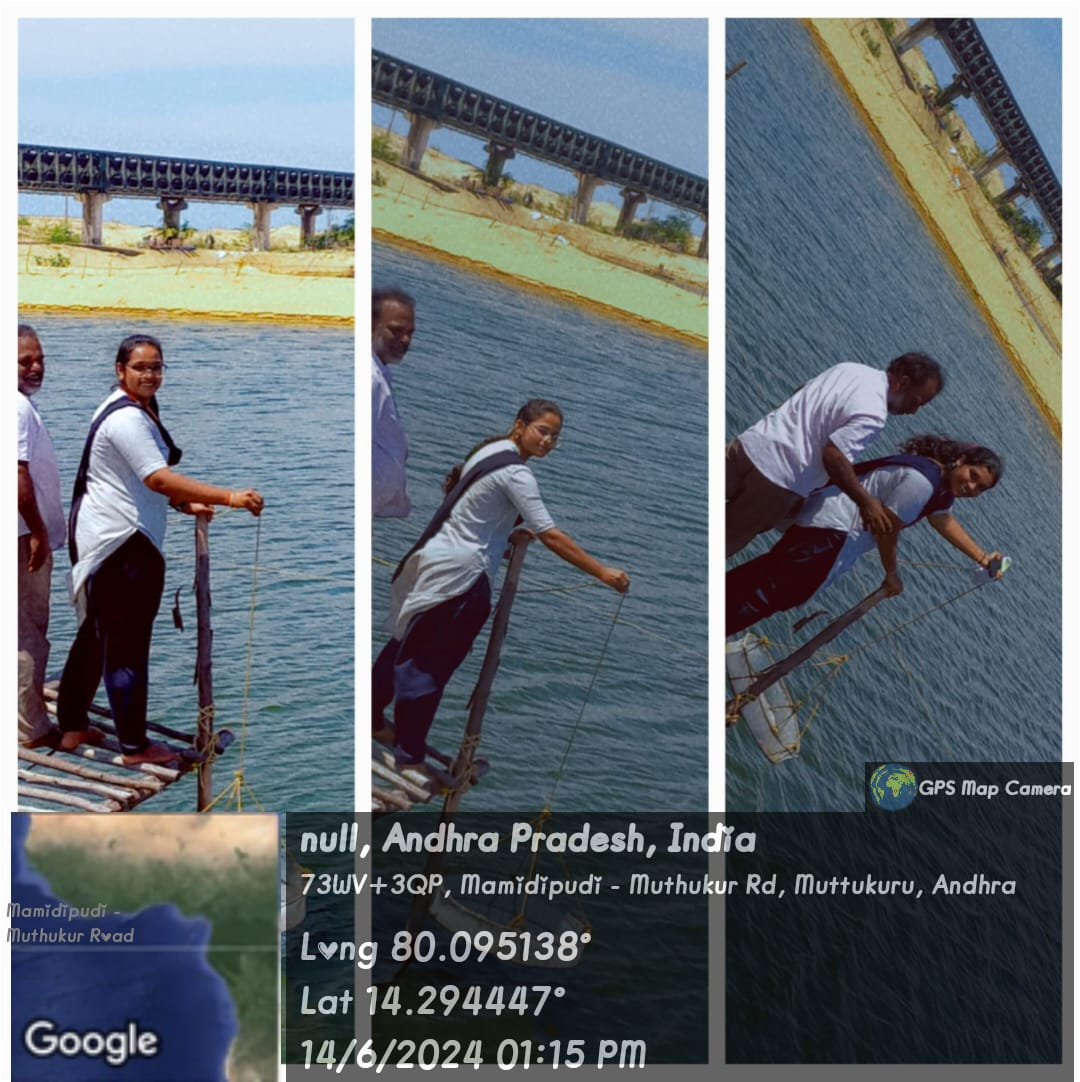 GPS Map Camera
null, Andhra Pradesh, India
73WV+3QP, Mamidipudi - Muthukur Rd, Muttukuru, Andhra
Mamidipudi -
Muthukur Road
Long 80.095138°
Lat 14.294447°
14/6/2024 01:15 PM
Google